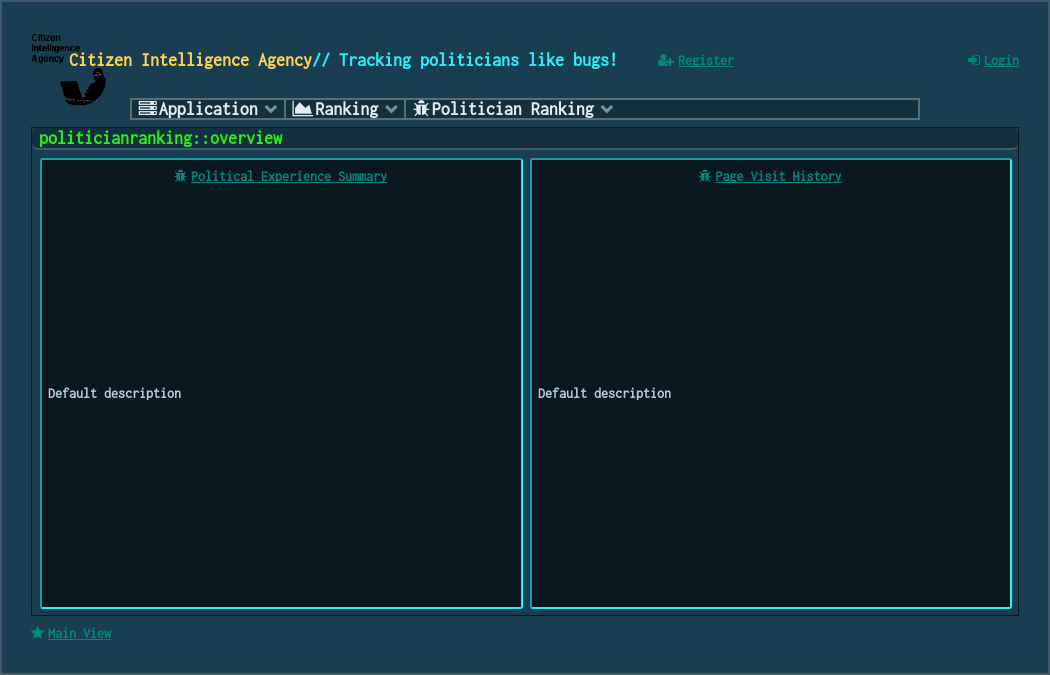 Citizen
Intelligence
Agency
Citizen Intelligence Agency// Tracking politicians like bugs!
Register
Login
Application
Ranking
Politician Ranking
politicianranking::overview
Political Experience Summary
Page Visit History
Default description
Default description
Main View